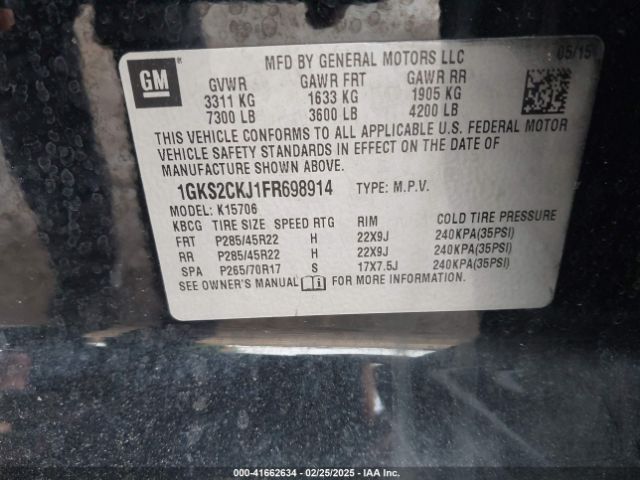 MFD BY GENERAL MOTORS LLC 05/15
GM
GVWR GAWR FRT GAWR RR
3311 KG 1633 KG 1905 KG
7300 LB 3600 LB 4200 LB
THIS VEHICLE CONFORMS TO ALL APPLICABLE U.S. FEDERAL MOTOR
VEHICLE SAFETY STANDARDS IN EFFECT ON THE DATE OF
MANUFACTURE SHOWN ABOVE.
1GKS2CKJ1FR698914 TYPE: M.P.V.
MODEL: K15706
KBCG TIRE SIZE SPEED RTG RIM COLD TIRE PRESSURE
FRT P285/45R22 H 22X9J 240KPA(35PSI)
RR P285/45R22 H 22X9J 240KPA(35PSI)
SPA P265/70R17 S 17X7.5J 240KPA(35PSI)
SEE OWNER'S MANUAL FOR MORE INFORMATION.
000-41662634 - 02/25/2025 - IAA Inc.